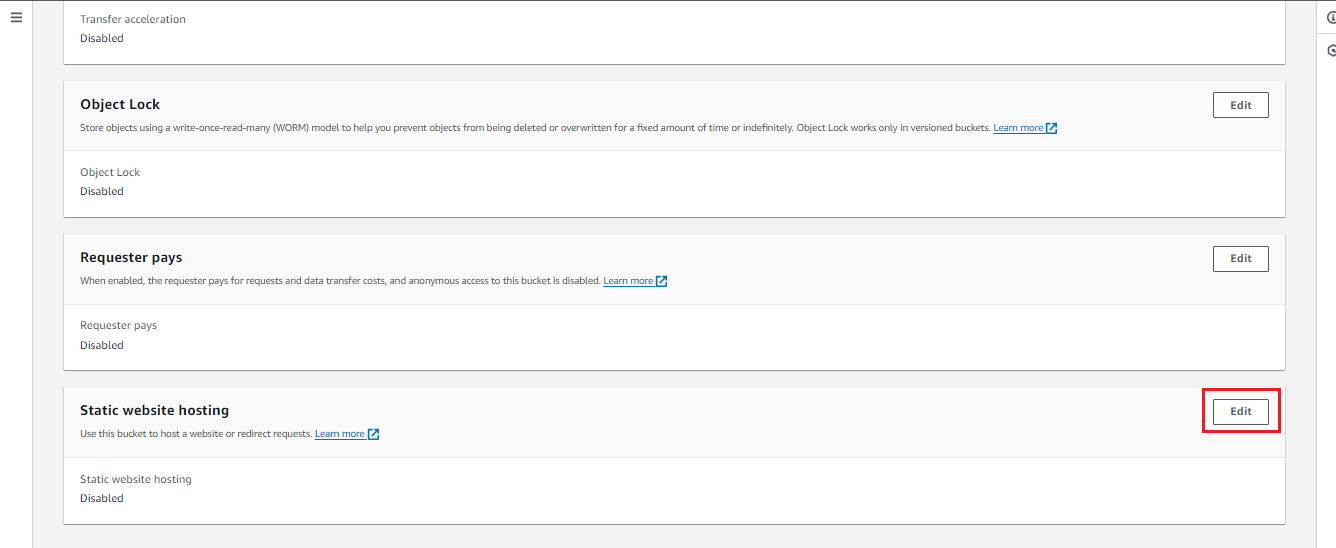 Transfer acceleration
Disabled
Object Lock
Edit
Store objects using a write-once-read-many (WORM) model to help you prevent objects from being deleted or overwritten for a fixed amount of time or indefinitely. Object Lock works only in versioned buckets. Learn more
Object Lock
Disabled
Requester pays
Edit
When enabled, the requester pays for requests and data transfer costs, and anonymous access to this bucket is disabled. Learn more
Requester pays
Disabled
Static website hosting
Edit
Use this bucket to host a website or redirect requests. Learn more
Static website hosting
Disabled